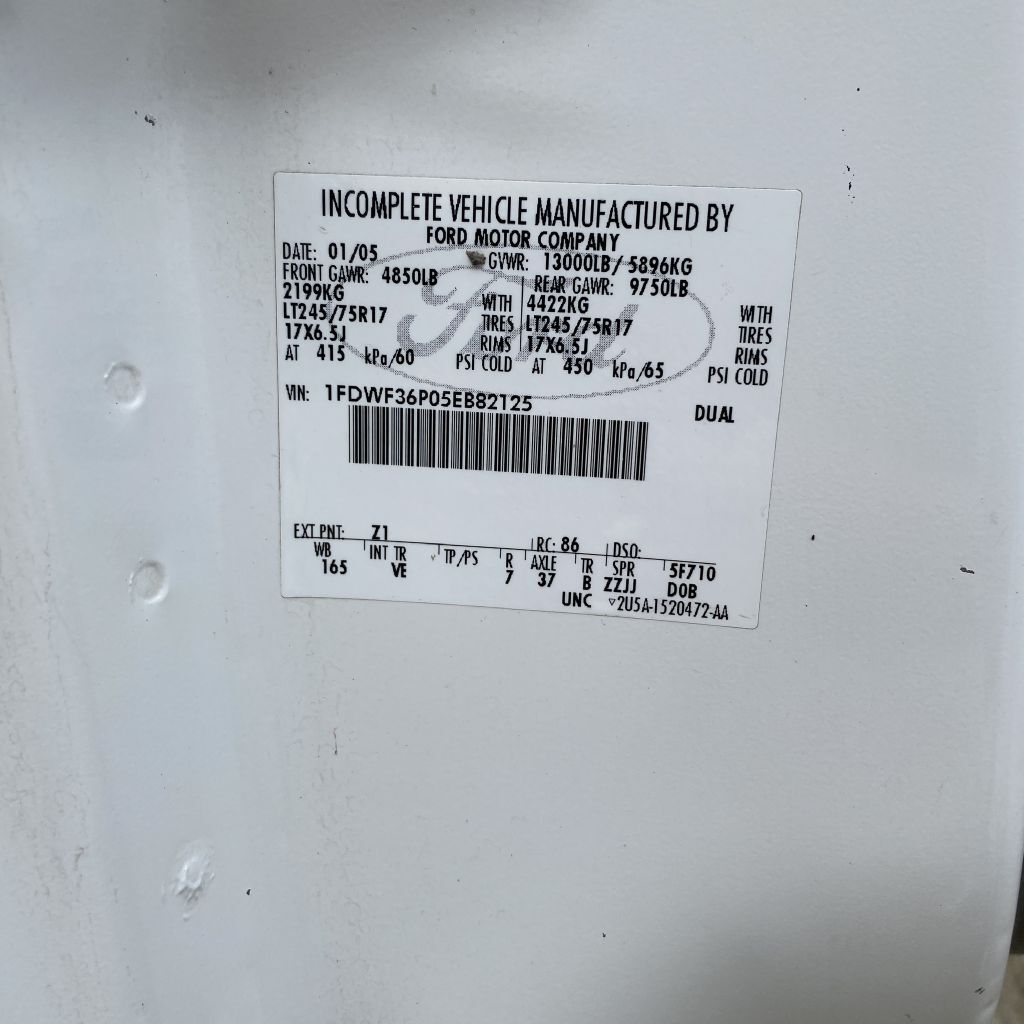 INCOMPLETE VEHICLE MANUFACTURED BY
FORD MOTOR COMPANY
DATE: 01/05 GVWR: 13000LB/ 5896KG
FRONT GAWR: 4850LB REAR GAWR: 9750LB
2199KG WITH 4422KG WITH
LT245/75R17 TIRES LT245/75R17 TIRES
17X6.5J RIMS 17X6.5J RIMS
AT 415 kPa/60 PSI COLD AT 450 kPa/65 PSI COLD
VIN: 1FDWF36P05EB82125 DUAL
Ford
EXT PNT: Z1 RC: 86 DSO:
WB INT TR TP/PS R AXLE TR SPR 5F710
165 VE 7 37 B ZZJJ DOB
UNC ▿2U5A-1520472-AA